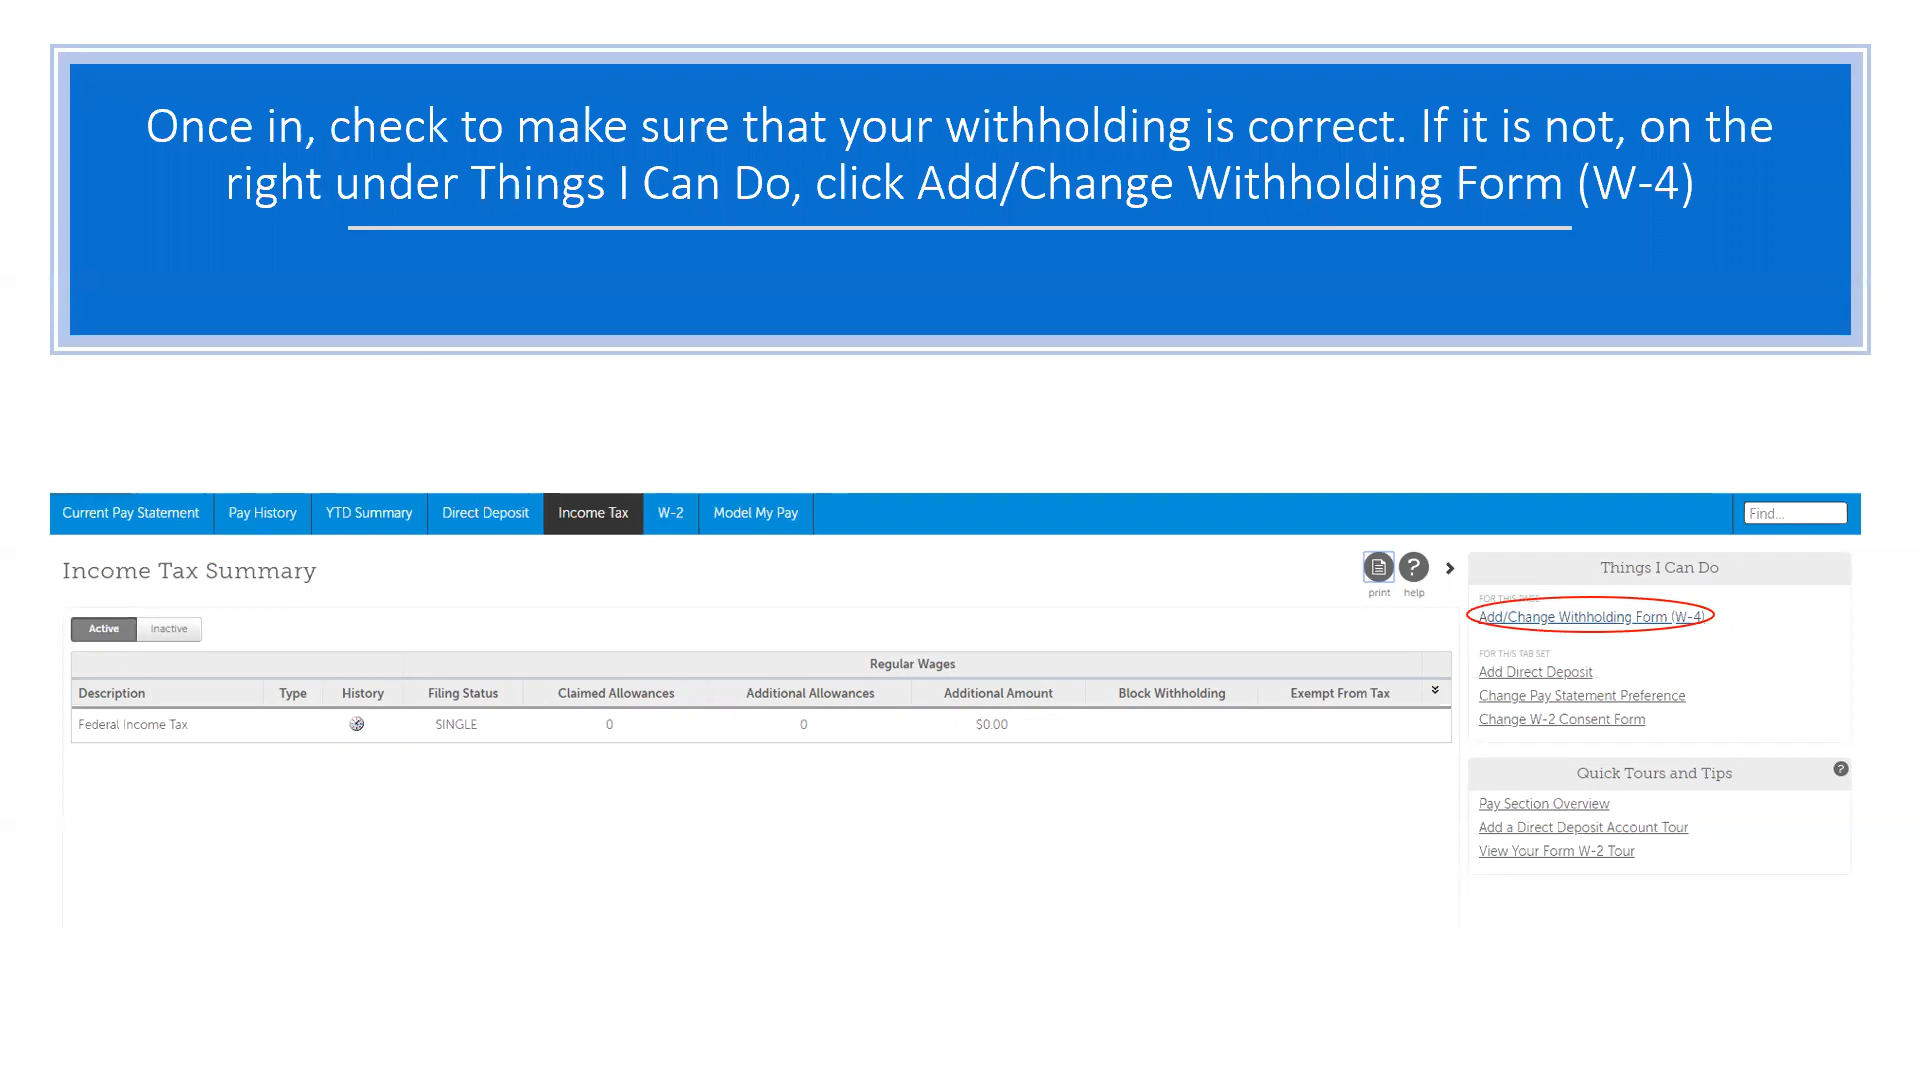 Once in, check to make sure that your withholding is correct. If it is not, on the
right under Things I Can Do, click Add/Change Withholding Form (W-4)
Current Pay Statement Pay History YTD Summary Direct Deposit Income Tax W-2 Model My Pay Find...
Income Tax Summary
print help
Things I Can Do
FOR THIS PAGE
Add/Change Withholding Form (W-4)
FOR THIS TAB SET
Add Direct Deposit
Change Pay Statement Preference
Change W-2 Consent Form
Active Inactive
Regular Wages
Description Type History Filing Status Claimed Allowances Additional Allowances Additional Amount Block Withholding Exempt From Tax
Federal Income Tax SINGLE 0 0 $0.00
Quick Tours and Tips ?
Pay Section Overview
Add a Direct Deposit Account Tour
View Your Form W-2 Tour